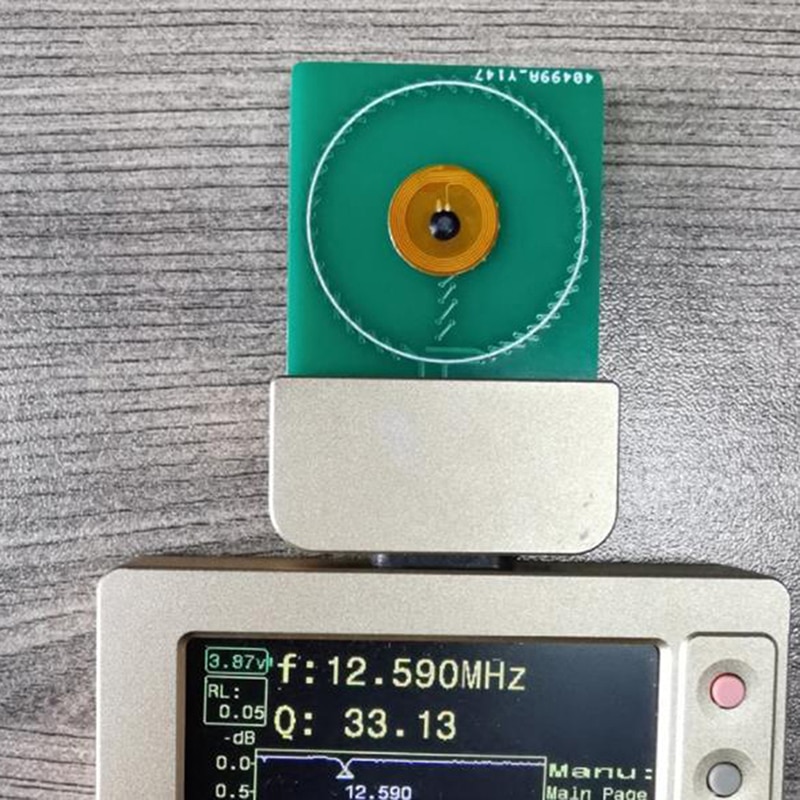 40499A_Y147
3.87v
f:12.590MHz
RL:
0.05
Q: 33.13
-dB
0.0
12.590
Manu:
0.5
Main Page